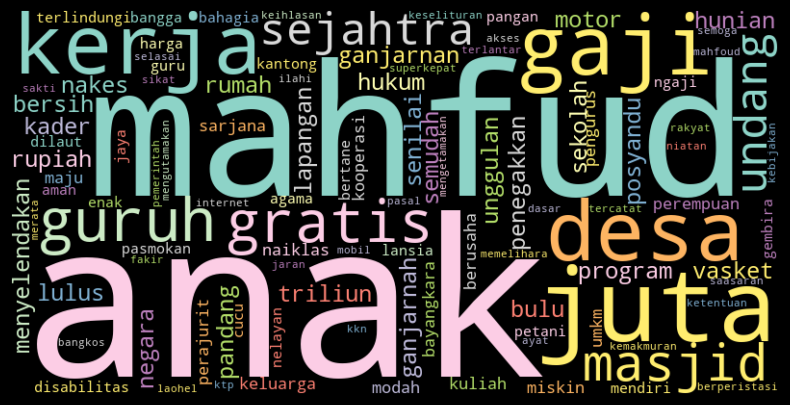 terlindungi bangga bahagia keihlasan keselituran pangan motor hunian
kerja sejahtra gaji
harga selasai guru kantong ganjarnan akses terlantar semoga mahfoud
sakti nakes sikat rumah ilahi superkepat hukum ngaji undang
bersih mahfud
kader dilaut jaya sarjana lapangan senilai semudah sekolah pengurus posyandu rakyat niatan kebijakan
rupiah pemerintah mengutamakan bertane kooperasi mengetamakan unggulan penegakkan
maju aman
enak internet agama pasal dasar tercatat perempuan gembira
menyelendakan merata guruh gratis desa
pasmokan fakir naiklas mobil lansia memelihara berusaha program vasket
jaran saasaran
lulus anak triliun ganjarnah bayangkara bulu juta ketentuan
bangkos negara perajurit cucu pandang nelayan kkn petani ayat umkm kemakmuran masjid
disabilitas laohel ktp keluarga modah kuliah miskin mendiri berperistasi